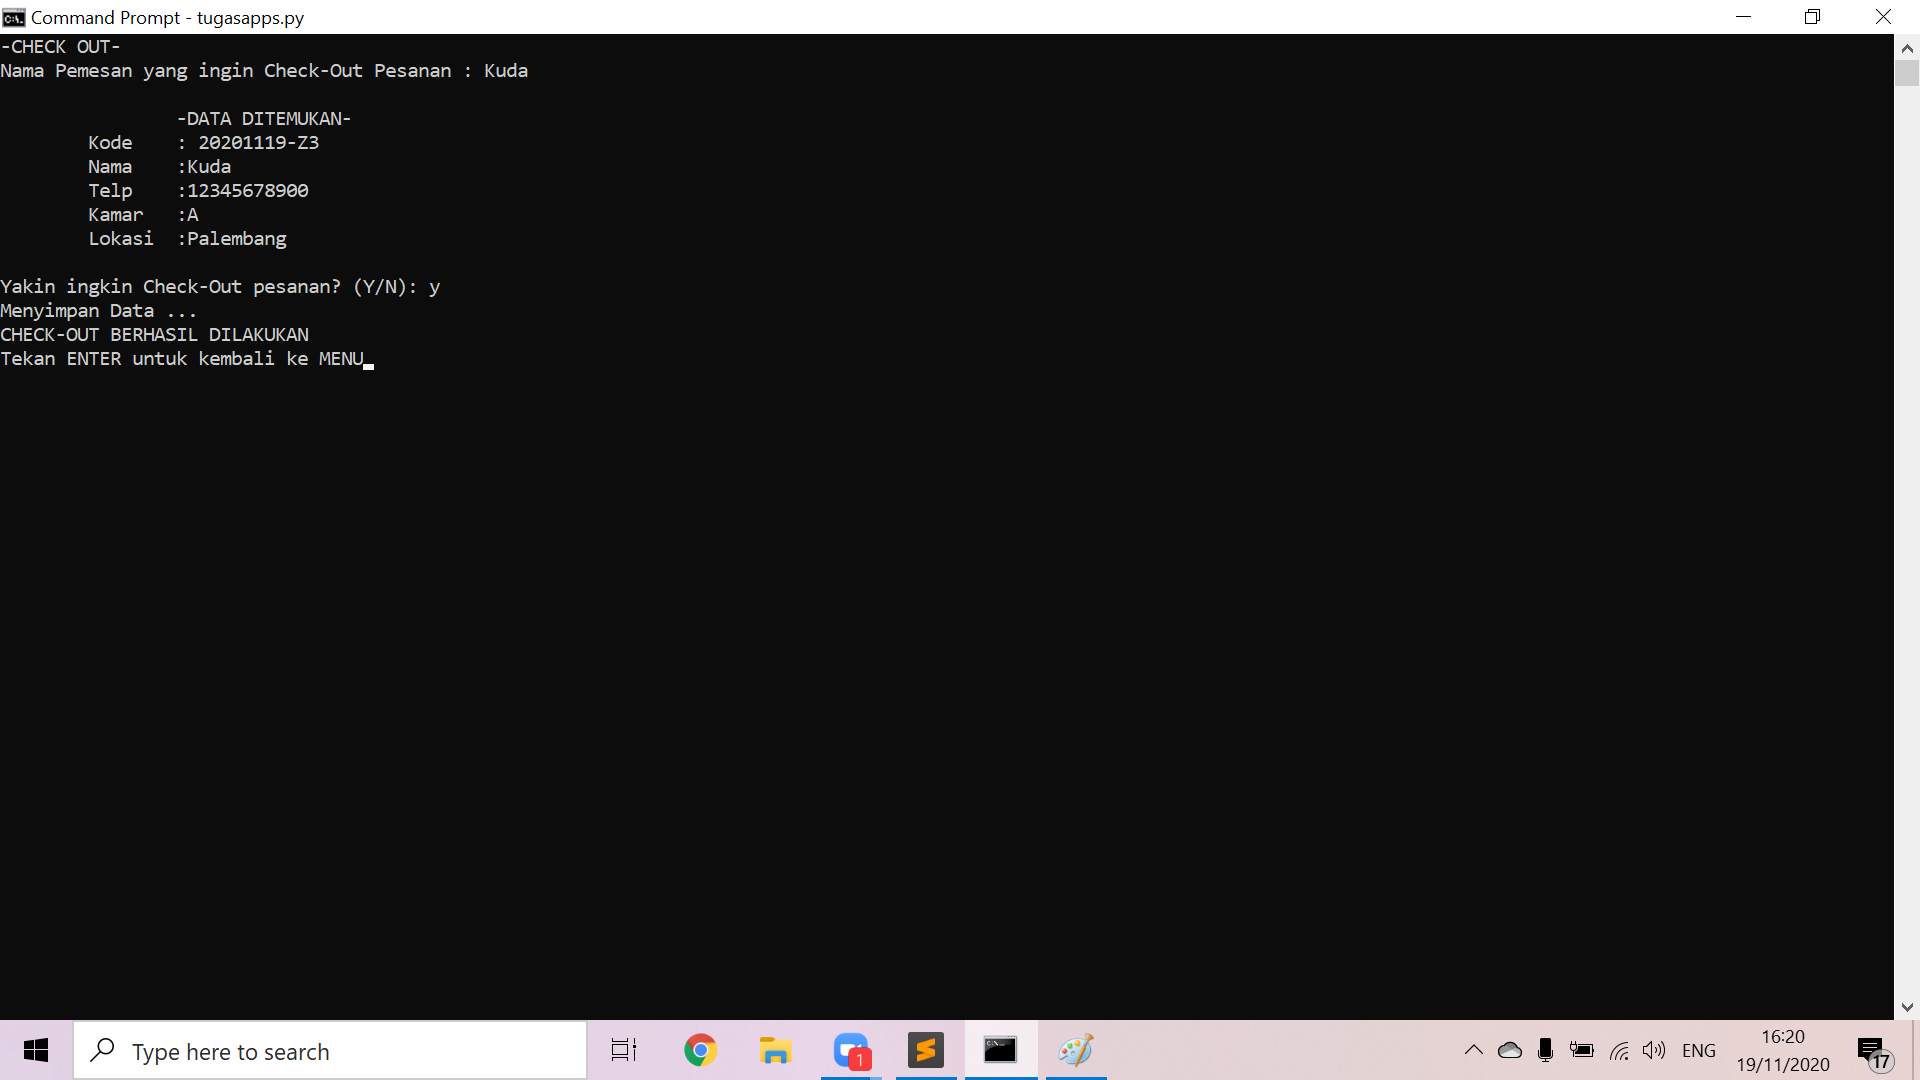 Command Prompt - tugasapps.py
-CHECK OUT-
Nama Pemesan yang ingin Check-Out Pesanan : Kuda
-DATA DITEMUKAN-
Kode : 20201119-Z3
Nama :Kuda
Telp :12345678900
Kamar :A
Lokasi :Palembang
Yakin ingkin Check-Out pesanan? (Y/N): y
Menyimpan Data ...
CHECK-OUT BERHASIL DILAKUKAN
Tekan ENTER untuk kembali ke MENU
Type here to search
1
ENG
16:20
19/11/2020
17